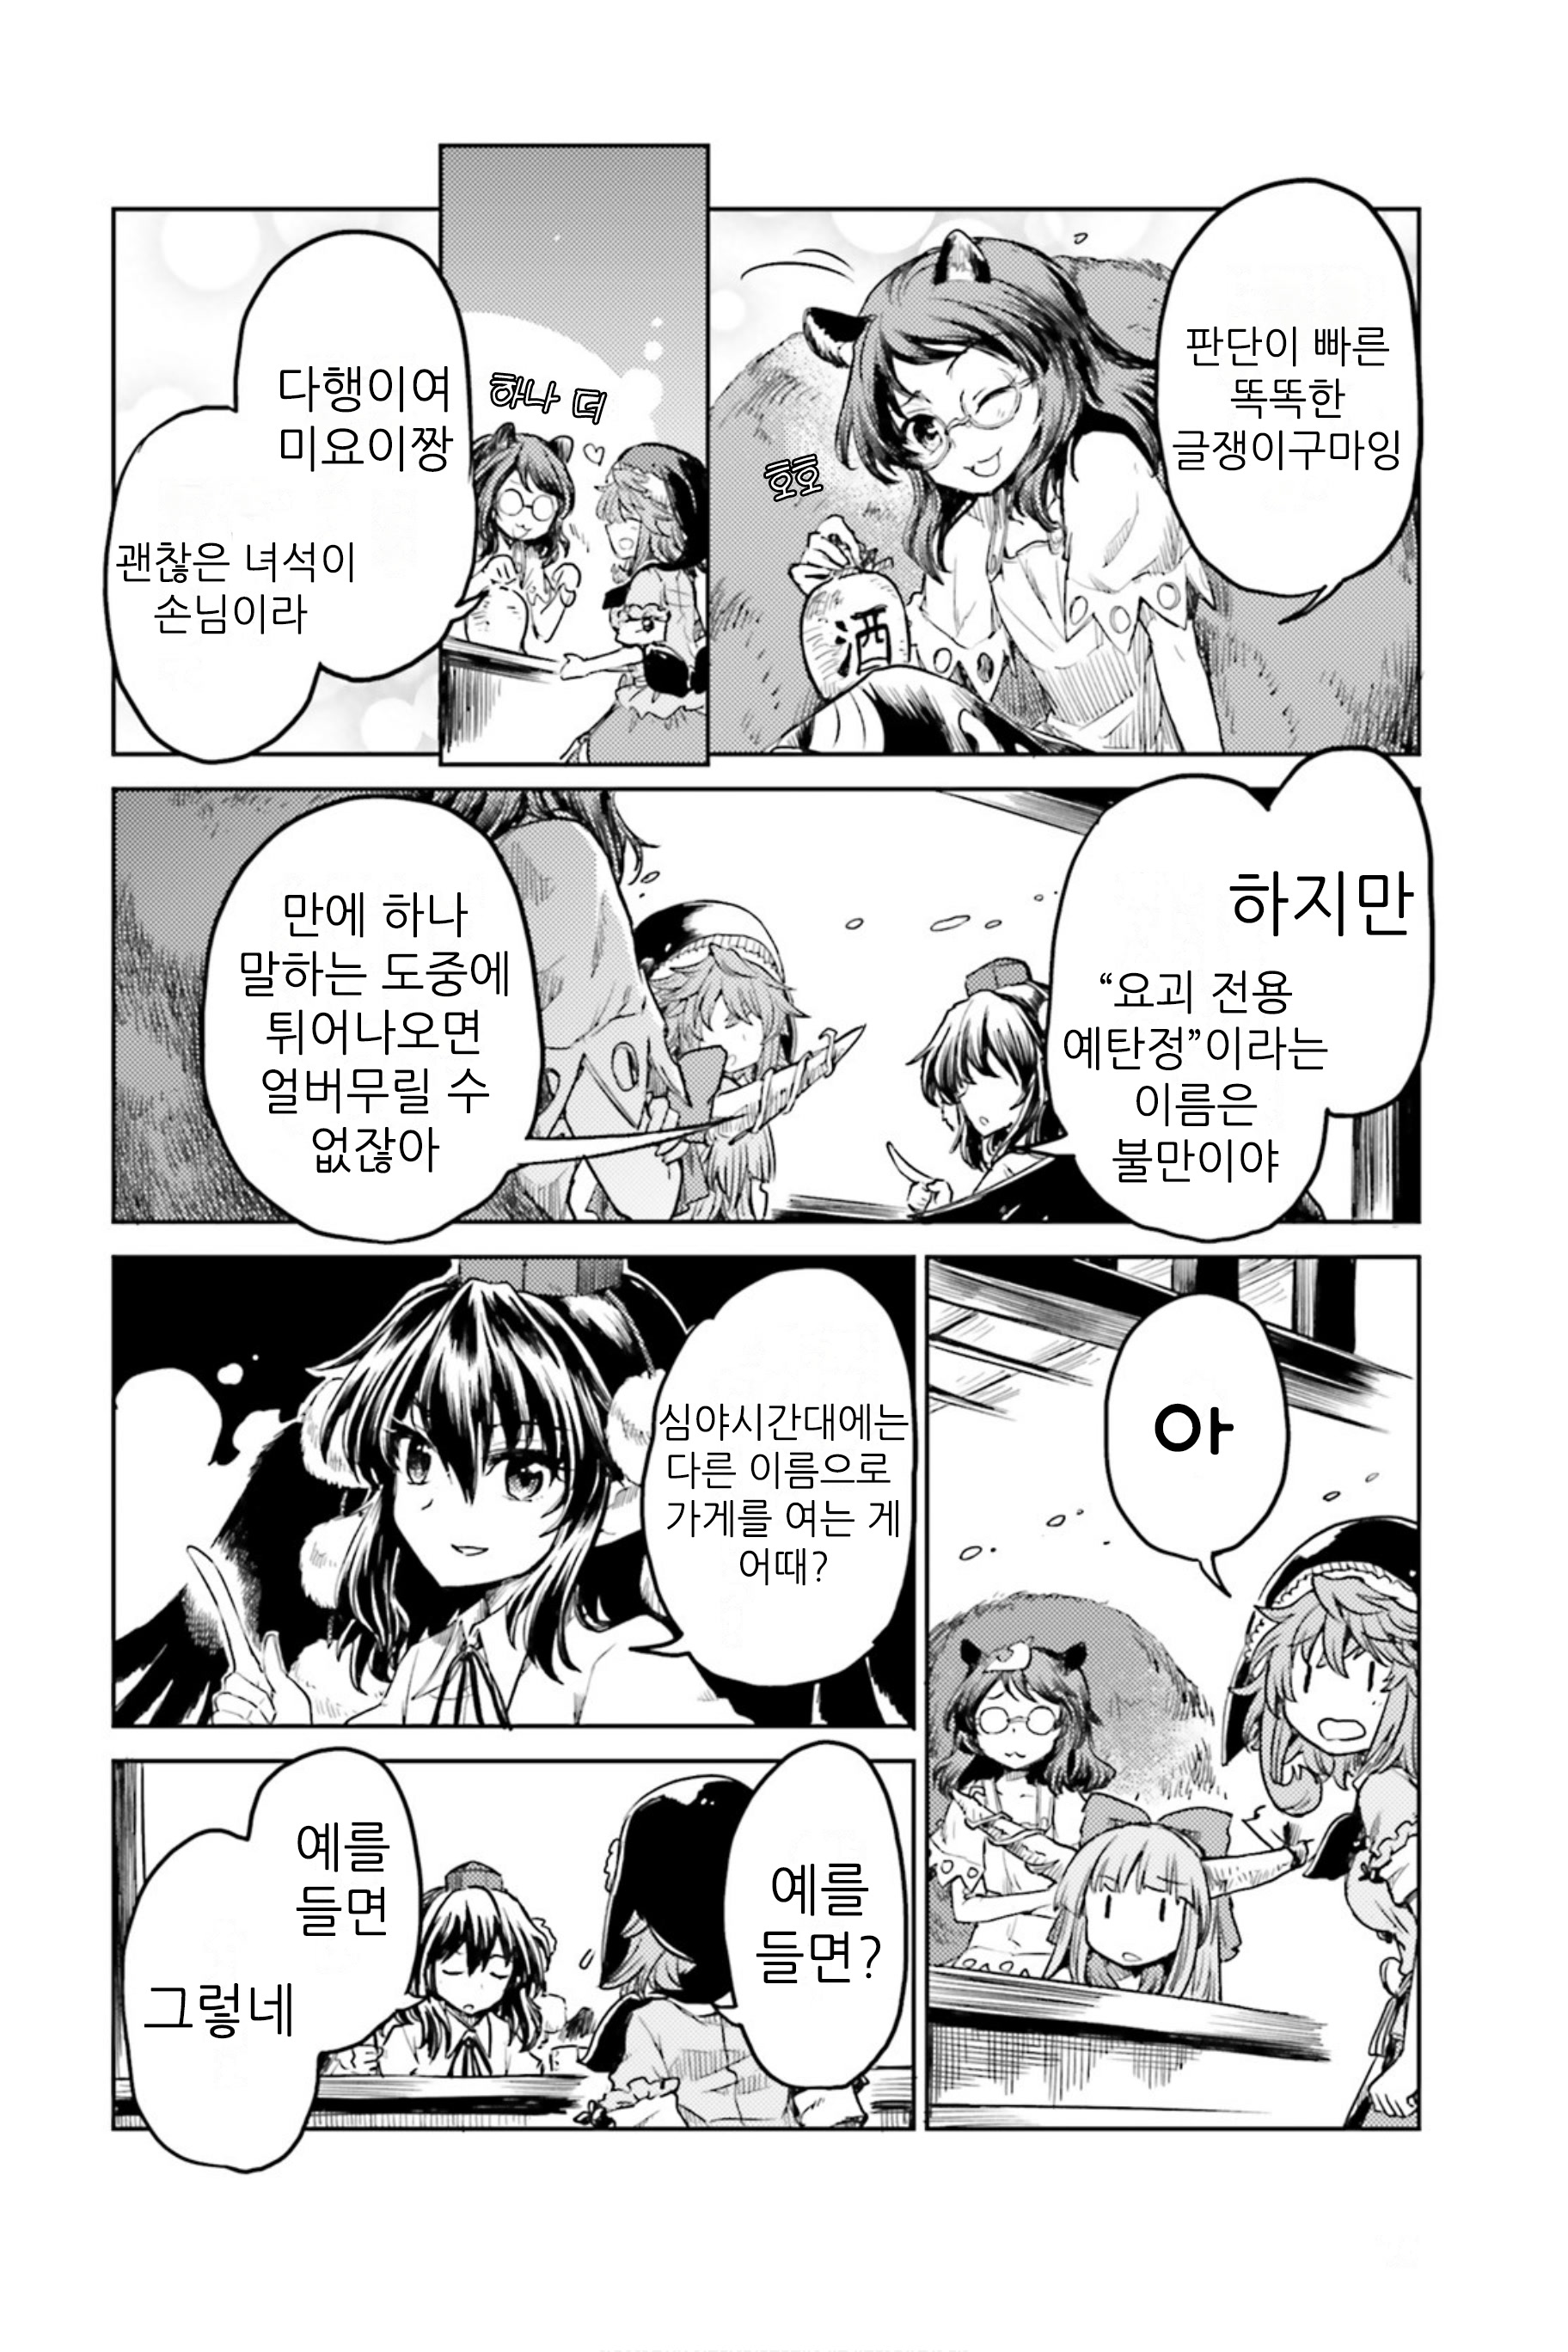 판단이 빠른
똑똑한
글쟁이구마잉
호호
酒
하나 더
다행이여
미요이짱
괜찮은 녀석이
손님이라
하지만
“요괴 전용
예탄정”이라는
이름은
불만이야
만에 하나
말하는 도중에
튀어나오면
얼버무릴 수
없잖아
아
심야시간대에는
다른 이름으로
가게를 여는 게
어때?
예를
들면?
예를
들면
그렇네